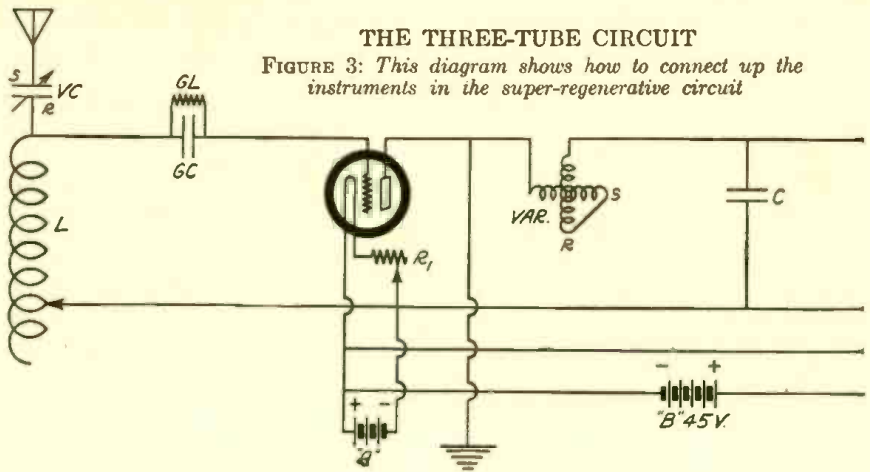 THE THREE-TUBE CIRCUIT
FIGURE 3: This diagram shows how to connect up the
instruments in the super-regenerative circuit
S
VC
R
GL
GC
L
R1
VAR.
S
R
C
+ -
"B"
- +
"B" 45 V.